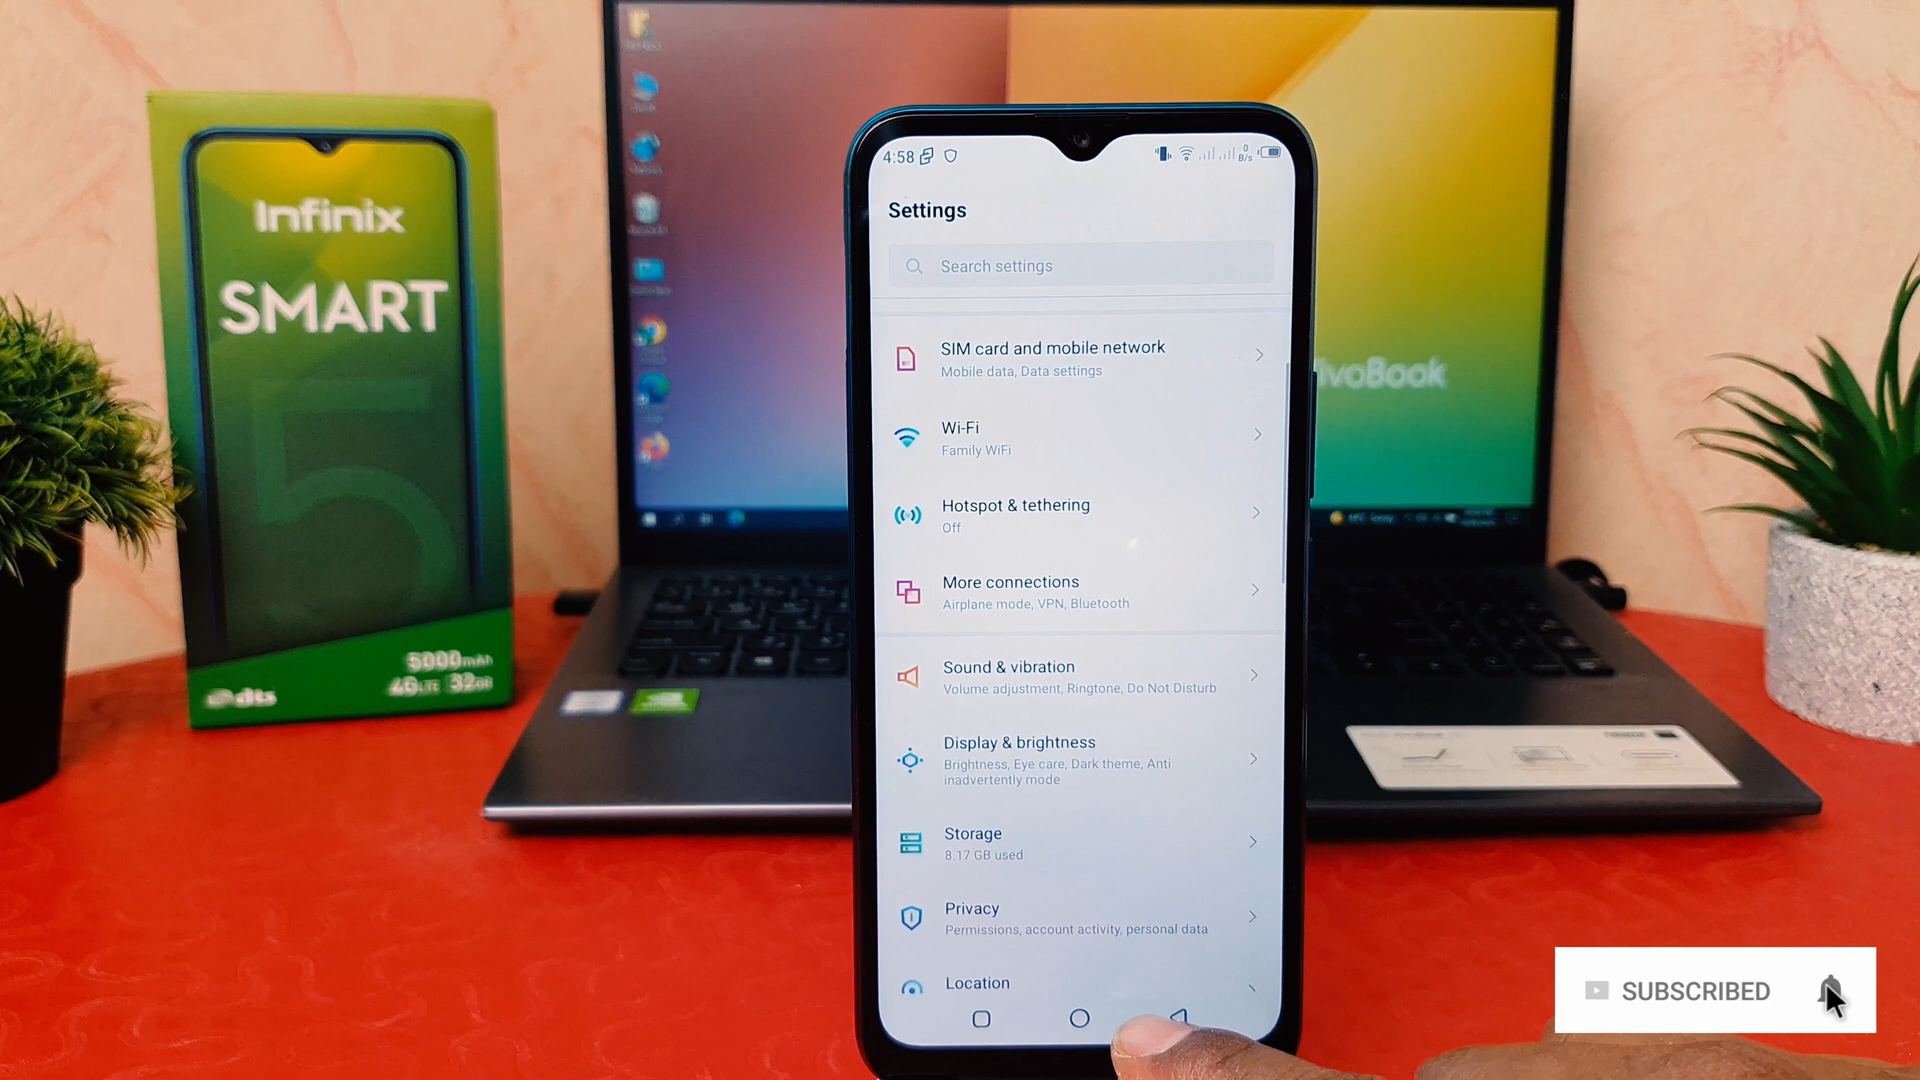 Infinix
SMART
5
5000mAh
4G LTE 32GB
dts
ivoBook
4:58
0
B/s
Settings
Search settings
SIM card and mobile network
Mobile data, Data settings
Wi-Fi
Family WiFi
Hotspot & tethering
Off
More connections
Airplane mode, VPN, Bluetooth
Sound & vibration
Volume adjustment, Ringtone, Do Not Disturb
Display & brightness
Brightness, Eye care, Dark theme, Anti
inadvertently mode
Storage
8.17 GB used
Privacy
Permissions, account activity, personal data
Location
SUBSCRIBED